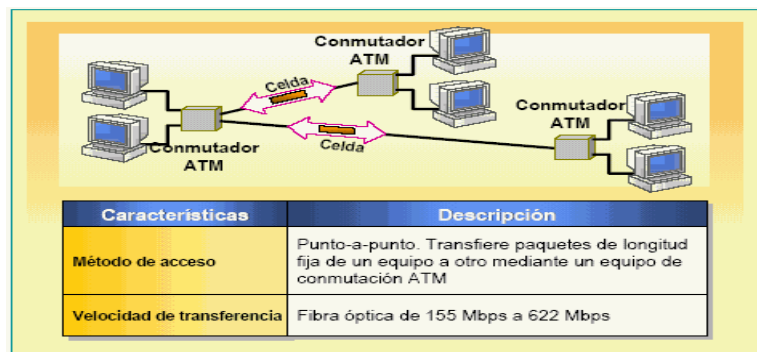 Conmutador
ATM
Celda
Conmutador
ATM
Celda
Conmutador
ATM
Características Descripción
Método de acceso
Punto-a-punto. Transfiere paquetes de longitud
fija de un equipo a otro mediante un equipo de
conmutación ATM
Velocidad de transferencia Fibra óptica de 155 Mbps a 622 Mbps